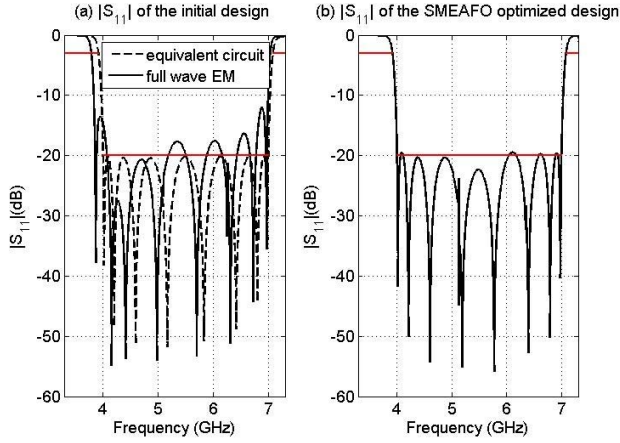 (a) |S11| of the initial design
equivalent circuit
full wave EM
0
-10
-20
-30
-40
-50
-60
|S11|(dB)
4
5
6
7
Frequency (GHz)
(b) |S11| of the SMEAFO optimized design
0
-10
-20
-30
-40
-50
-60
|S11|(dB)
4
5
6
7
Frequency (GHz)